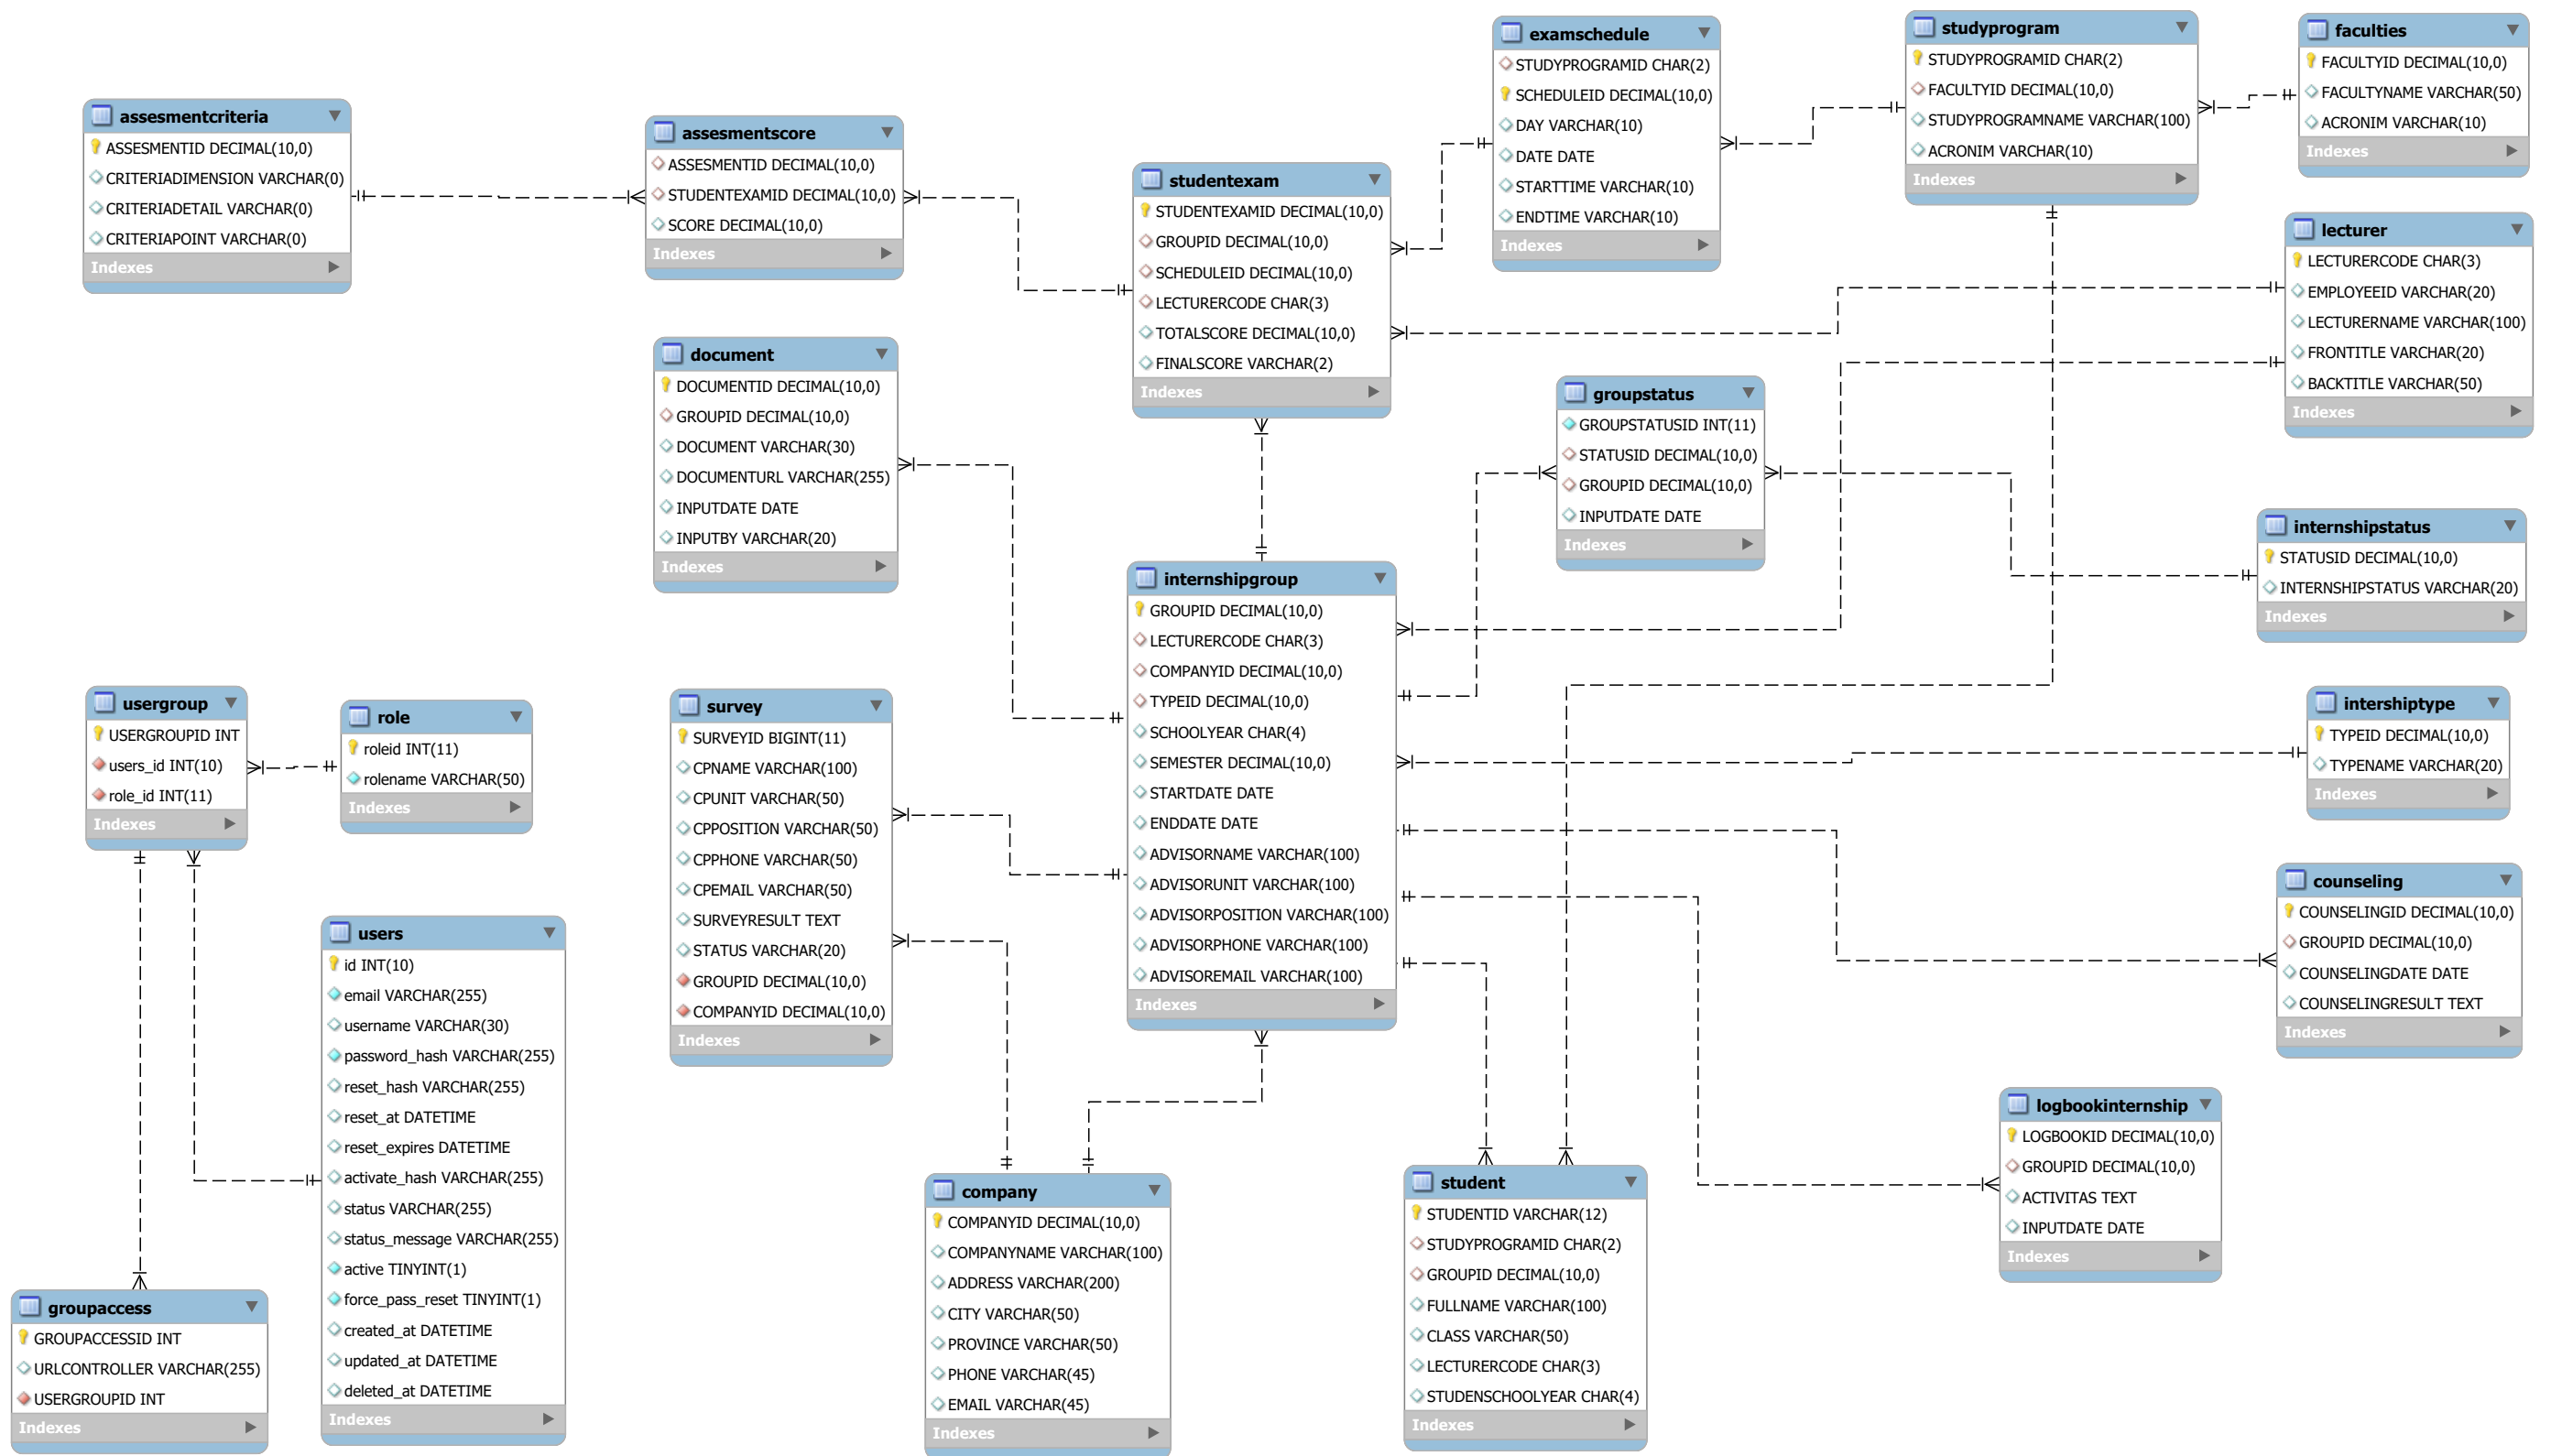 assesmentcriteria
ASSESMENTID DECIMAL(10,0)
CRITERIADIMENSION VARCHAR(0)
CRITERIADETAIL VARCHAR(0)
CRITERIAPOINT VARCHAR(0)
Indexes
assesmentscore
ASSESMENTID DECIMAL(10,0)
STUDENTEXAMID DECIMAL(10,0)
SCORE DECIMAL(10,0)
Indexes
studentexam
STUDENTEXAMID DECIMAL(10,0)
GROUPID DECIMAL(10,0)
SCHEDULEID DECIMAL(10,0)
LECTURERCODE CHAR(3)
TOTALSCORE DECIMAL(10,0)
FINALSCORE VARCHAR(2)
Indexes
examschedule
STUDYPROGRAMID CHAR(2)
SCHEDULEID DECIMAL(10,0)
DAY VARCHAR(10)
DATE DATE
STARTTIME VARCHAR(10)
ENDTIME VARCHAR(10)
Indexes
studyprogram
STUDYPROGRAMID CHAR(2)
FACULTYID DECIMAL(10,0)
STUDYPROGRAMNAME VARCHAR(100)
ACRONIM VARCHAR(10)
Indexes
faculties
FACULTYID DECIMAL(10,0)
FACULTYNAME VARCHAR(50)
ACRONIM VARCHAR(10)
Indexes
lecturer
LECTURERCODE CHAR(3)
EMPLOYEEID VARCHAR(20)
LECTURERNAME VARCHAR(100)
FRONTITLE VARCHAR(20)
BACKTITLE VARCHAR(50)
Indexes
document
DOCUMENTID DECIMAL(10,0)
GROUPID DECIMAL(10,0)
DOCUMENT VARCHAR(30)
DOCUMENTURL VARCHAR(255)
INPUTDATE DATE
INPUTBY VARCHAR(20)
Indexes
groupstatus
GROUPSTATUSID INT(11)
STATUSID DECIMAL(10,0)
GROUPID DECIMAL(10,0)
INPUTDATE DATE
Indexes
internshipstatus
STATUSID DECIMAL(10,0)
INTERNSHIPSTATUS VARCHAR(20)
Indexes
internshipgroup
GROUPID DECIMAL(10,0)
LECTURERCODE CHAR(3)
COMPANYID DECIMAL(10,0)
TYPEID DECIMAL(10,0)
SCHOOLYEAR CHAR(4)
SEMESTER DECIMAL(10,0)
STARTDATE DATE
ENDDATE DATE
ADVISORNAME VARCHAR(100)
ADVISORUNIT VARCHAR(100)
ADVISORPOSITION VARCHAR(100)
ADVISORPHONE VARCHAR(100)
ADVISOREMAIL VARCHAR(100)
Indexes
usergroup
USERGROUPID INT
users_id INT(10)
role_id INT(11)
Indexes
role
roleid INT(11)
rolename VARCHAR(50)
Indexes
survey
SURVEYID BIGINT(11)
CPNAME VARCHAR(100)
CPUNIT VARCHAR(50)
CPPOSITION VARCHAR(50)
CPPHONE VARCHAR(50)
CPEMAIL VARCHAR(50)
SURVEYRESULT TEXT
STATUS VARCHAR(20)
GROUPID DECIMAL(10,0)
COMPANYID DECIMAL(10,0)
Indexes
intershiptype
TYPEID DECIMAL(10,0)
TYPENAME VARCHAR(20)
Indexes
counseling
COUNSELINGID DECIMAL(10,0)
GROUPID DECIMAL(10,0)
COUNSELINGDATE DATE
COUNSELINGRESULT TEXT
Indexes
users
id INT(10)
email VARCHAR(255)
username VARCHAR(30)
password_hash VARCHAR(255)
reset_hash VARCHAR(255)
reset_at DATETIME
reset_expires DATETIME
activate_hash VARCHAR(255)
status VARCHAR(255)
status_message VARCHAR(255)
active TINYINT(1)
force_pass_reset TINYINT(1)
created_at DATETIME
updated_at DATETIME
deleted_at DATETIME
Indexes
logbookinternship
LOGBOOKID DECIMAL(10,0)
GROUPID DECIMAL(10,0)
ACTIVITAS TEXT
INPUTDATE DATE
Indexes
company
COMPANYID DECIMAL(10,0)
COMPANYNAME VARCHAR(100)
ADDRESS VARCHAR(200)
CITY VARCHAR(50)
PROVINCE VARCHAR(50)
PHONE VARCHAR(45)
EMAIL VARCHAR(45)
Indexes
student
STUDENTID VARCHAR(12)
STUDYPROGRAMID CHAR(2)
GROUPID DECIMAL(10,0)
FULLNAME VARCHAR(100)
CLASS VARCHAR(50)
LECTURERCODE CHAR(3)
STUDENSCHOOLYEAR CHAR(4)
Indexes
groupaccess
GROUPACCESSID INT
URLCONTROLLER VARCHAR(255)
USERGROUPID INT
Indexes